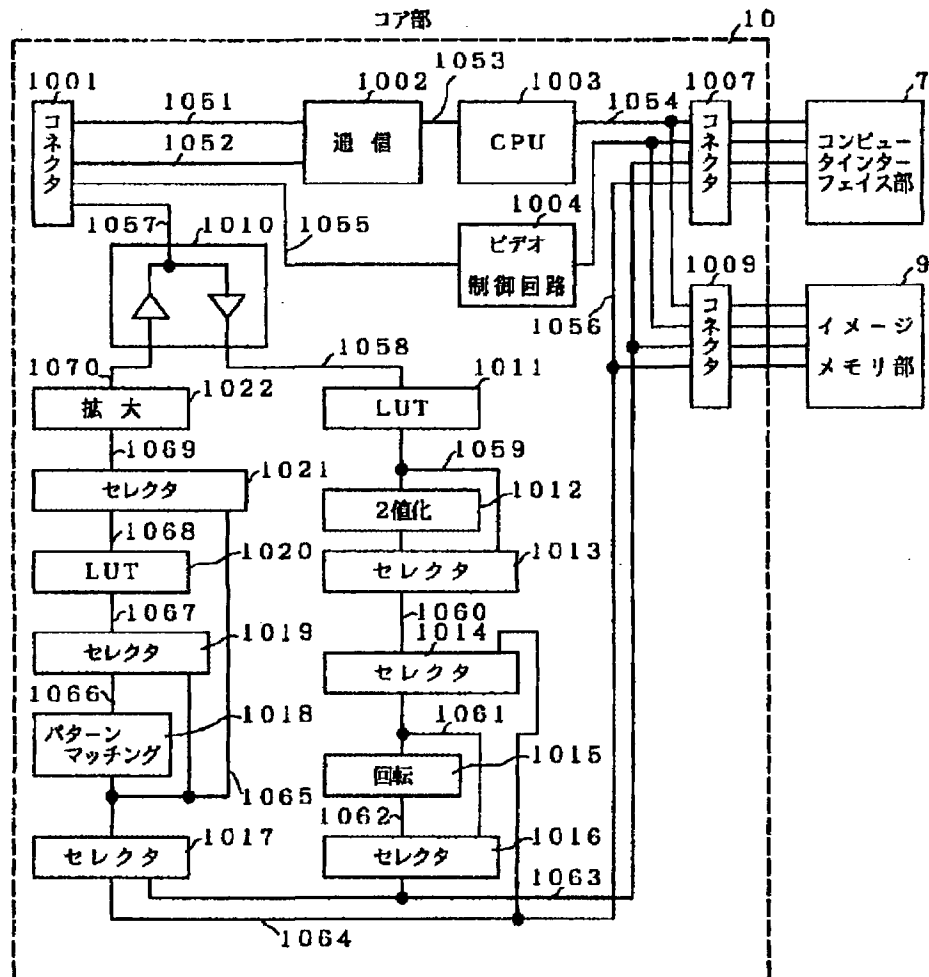 コア部
10
1001
1051
1002
1053
1003
1054
1007
7
コネクタ
1052
通信
CPU
コネクタ
コンピュー
タインター
フェイス部
1057
1010
1055
1004
ビデオ
制御回路
1009
9
コネクタ
1056
イメージ
メモリ部
1058
1070
1022
1011
拡大
LUT
1069
1059
1021
1012
セレクタ
2値化
1068
1020
1013
LUT
セレクタ
1067
1060
1019
1014
セレクタ
セレクタ
1066
1018
1061
パターン
マッチング
1015
回転
1065
1062
1017
1016
セレクタ
セレクタ
1063
1064